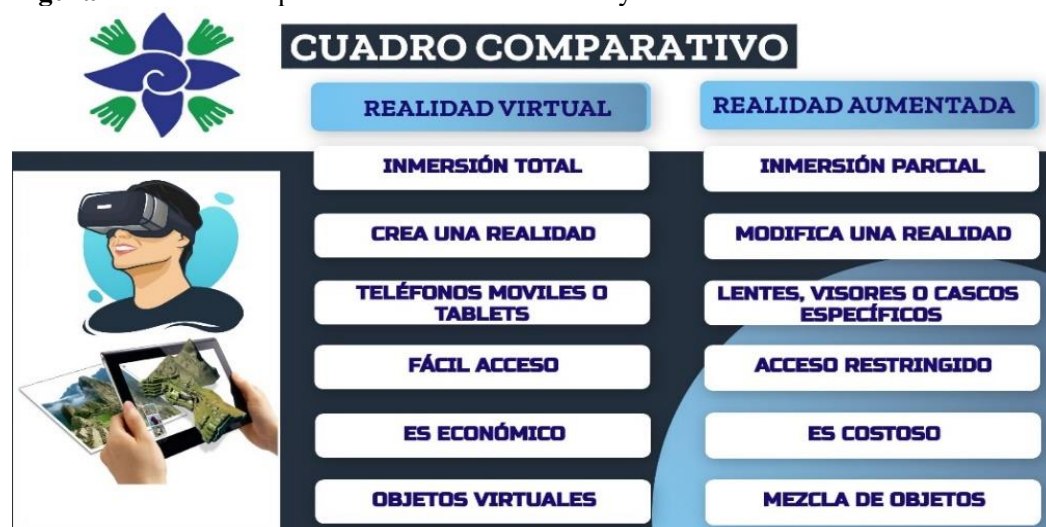 CUADRO COMPARATIVO
REALIDAD VIRTUAL
REALIDAD AUMENTADA
INMERSIÓN TOTAL
INMERSIÓN PARCIAL
CREA UNA REALIDAD
MODIFICA UNA REALIDAD
TELÉFONOS MOVILES O
TABLETS
LENTES, VISORES O CASCOS
ESPECÍFICOS
FÁCIL ACCESO
ACCESO RESTRINGIDO
ES ECONÓMICO
ES COSTOSO
OBJETOS VIRTUALES
MEZCLA DE OBJETOS